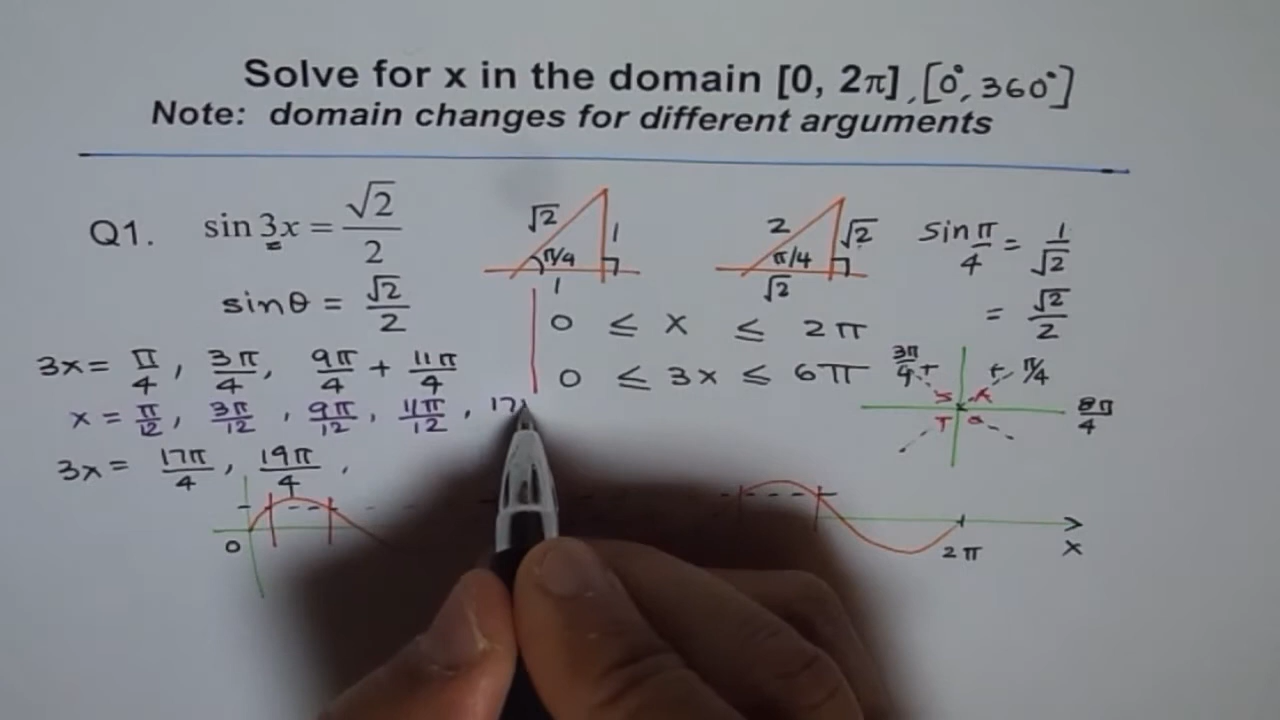 Solve for x in the domain [0, 2π] , [0°, 360°]
Note: domain changes for different arguments
Q1. sin 3x = √2/2
√2 1 π/4 1
2 √2 π/4 √2
sin π/4 = 1/√2
= √2/2
sinθ = √2/2
0 ≤ x ≤ 2π
0 ≤ 3x ≤ 6π
3x = π/4, 3π/4, 9π/4 + 11π/4
x = π/12, 3π/12, 9π/12, 11π/12, 17
3x = 17π/4, 19π/4,
3π/4 + + π/4
S A
T C
8π/4
0 2π x